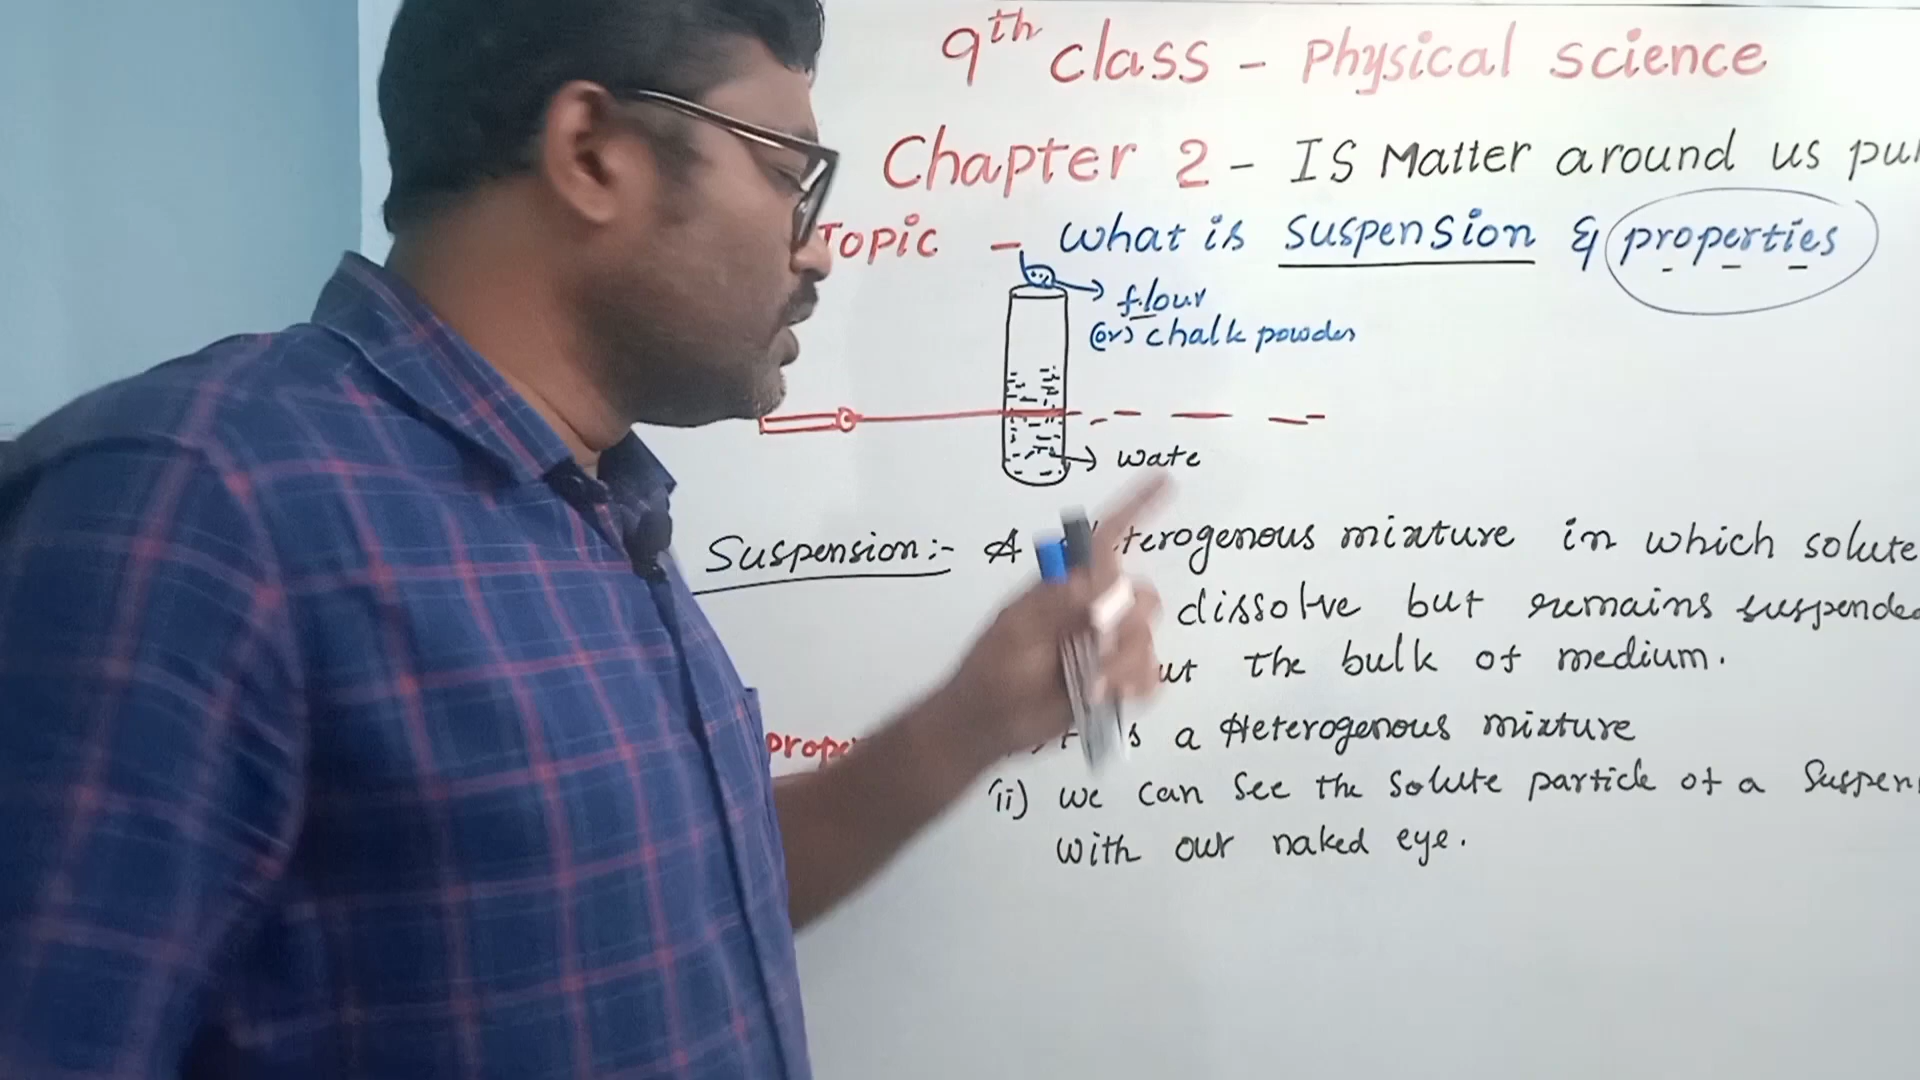 9th class - Physical science
Chapter 2 - IS Matter around us
Topic - what is suspension & properties
flour
(or) chalk powder
wate
Suspension:- A in which solute
mixture
dissolve but remains
the bulk of medium.
a Heterogenous mixture
(ii) we can see the solute particle of a
with our naked eye.